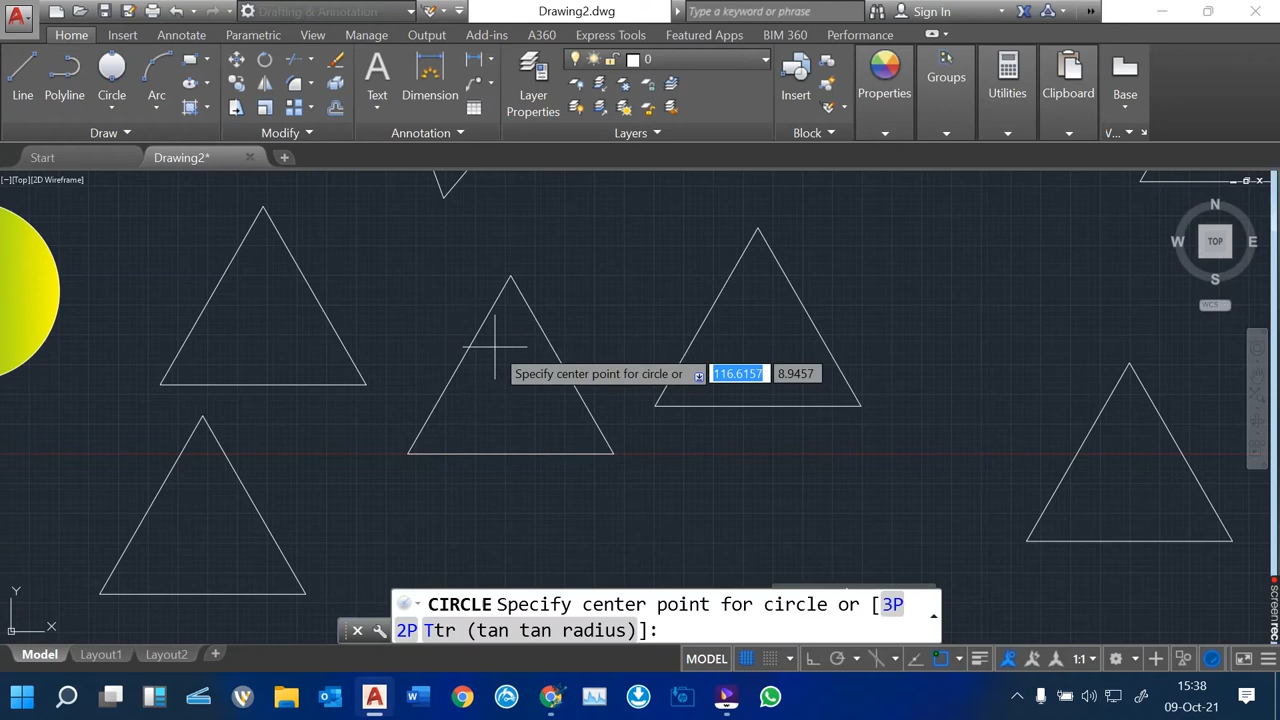 Drafting & Annotation
Drawing2.dwg
Type a keyword or phrase
Sign In
Home Insert Annotate Parametric View Manage Output Add-ins A360 Express Tools Featured Apps BIM 360 Performance
0
Line Polyline Circle Arc
Text Dimension
Layer
Properties
Insert
Properties Groups Utilities Clipboard Base
Draw Modify Annotation Layers Block V...
Start Drawing2*
[−][Top][2D Wireframe]
N
W TOP E
S
WCS
Specify center point for circle or 116.6157 8.9457
CIRCLE Specify center point for circle or [3P
2P Ttr (tan tan radius)]:
Y
X
Model Layout1 Layout2
MODEL 1:1
15:38
09-Oct-21